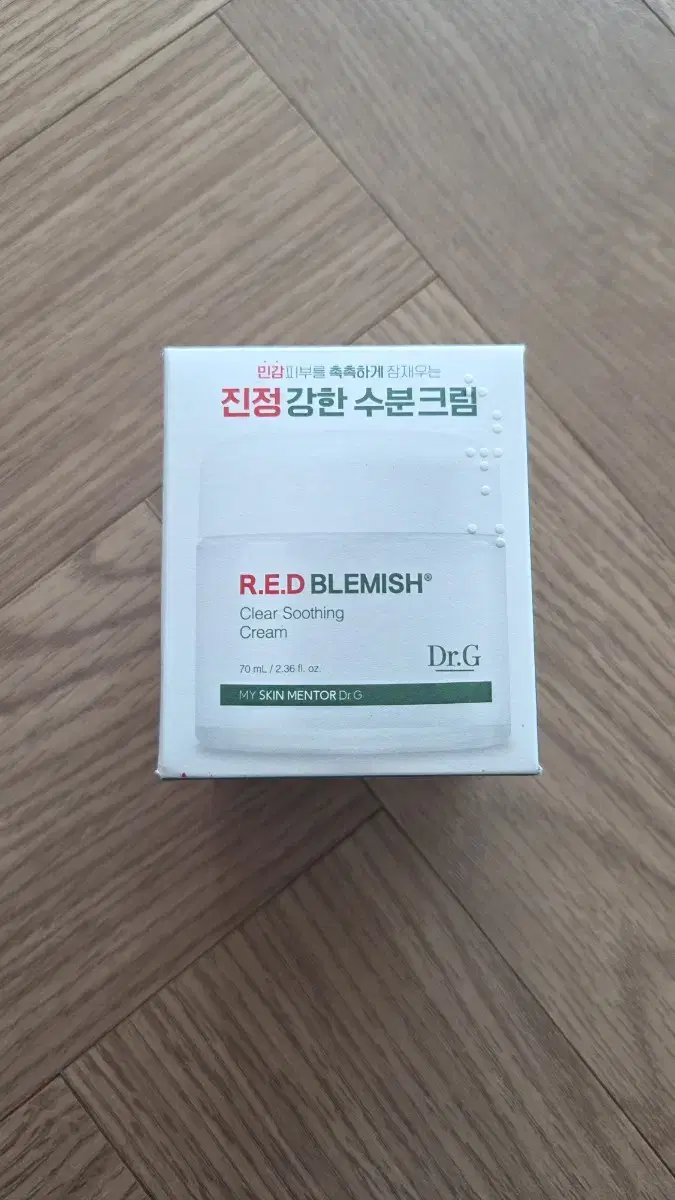 민감피부를 촉촉하게 잠재우는
진정 강한 수분크림
R.E.D BLEMISH®
Clear Soothing
Cream
70 mL / 2.36 fl. oz.
Dr.G
MY SKIN MENTOR Dr.G